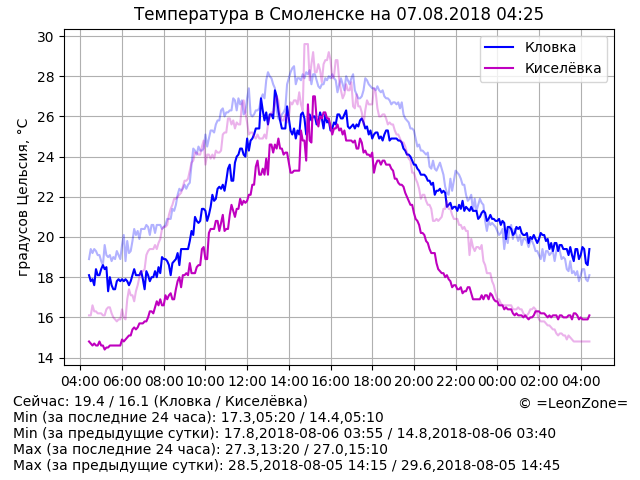 Температура в Смоленске на 07.08.2018 04:25
градусов Цельсия, °C
30
28
26
24
22
20
18
16
14
Кловка
Киселёвка
04:00 06:00 08:00 10:00 12:00 14:00 16:00 18:00 20:00 22:00 00:00 02:00 04:00
Сейчас: 19.4 / 16.1 (Кловка / Киселёвка)
© =LeonZone=
Min (за последние 24 часа): 17.3,05:20 / 14.4,05:10
Min (за предыдущие сутки): 17.8,2018-08-06 03:55 / 14.8,2018-08-06 03:40
Max (за последние 24 часа): 27.3,13:20 / 27.0,15:10
Max (за предыдущие сутки): 28.5,2018-08-05 14:15 / 29.6,2018-08-05 14:45